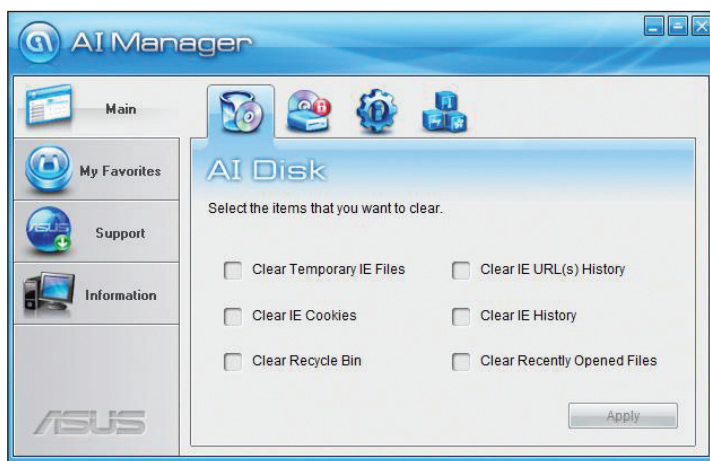 AI Manager
Main
My Favorites
Support
Information
ASUS
AI Disk
Select the items that you want to clear.
Clear Temporary IE Files
Clear IE URL(s) History
Clear IE Cookies
Clear IE History
Clear Recycle Bin
Clear Recently Opened Files
Apply
ASUS